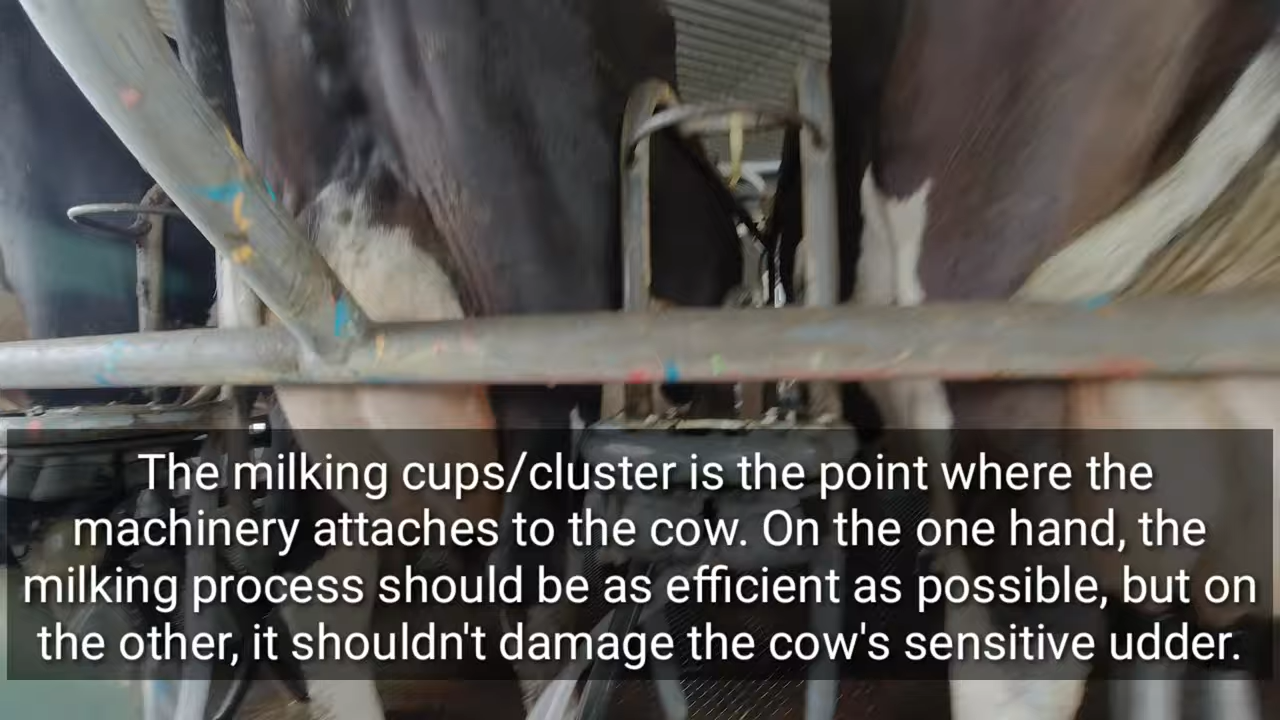 The milking cups/cluster is the point where the
machinery attaches to the cow. On the one hand, the
milking process should be as efficient as possible, but on
the other, it shouldn't damage the cow's sensitive udder.